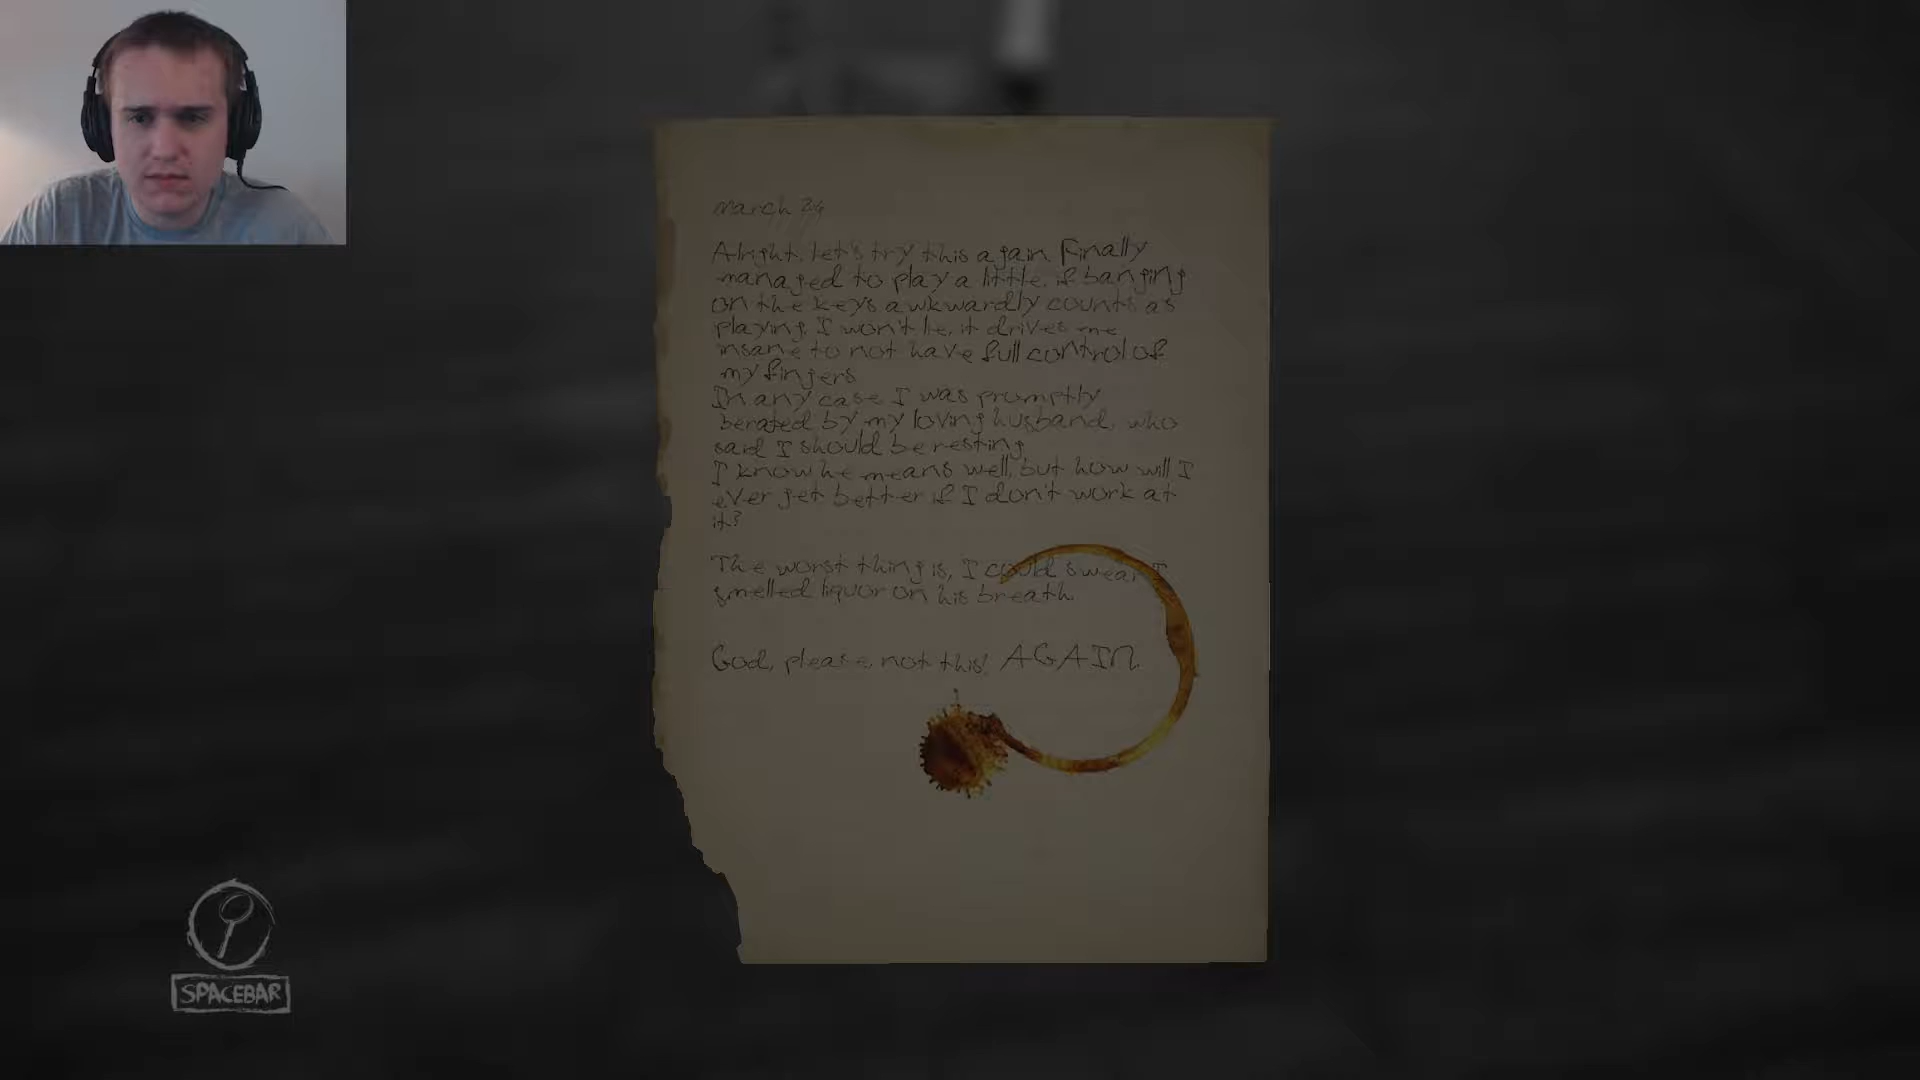 March 24
Alright. Let's try this again. Finally
managed to play a little, if banging
on the keys awkwardly counts as
playing. I won't lie, it drives me
insane to not have full control of
my fingers
In any case I was promptly
berated by my loving husband, who
said I should be resting.
I know he means well, but how will I
ever get better if I don't work at
it?
The worst thing is, I could swear I
smelled liquor on his breath.
God, please, not this! AGAIN.
SPACEBAR